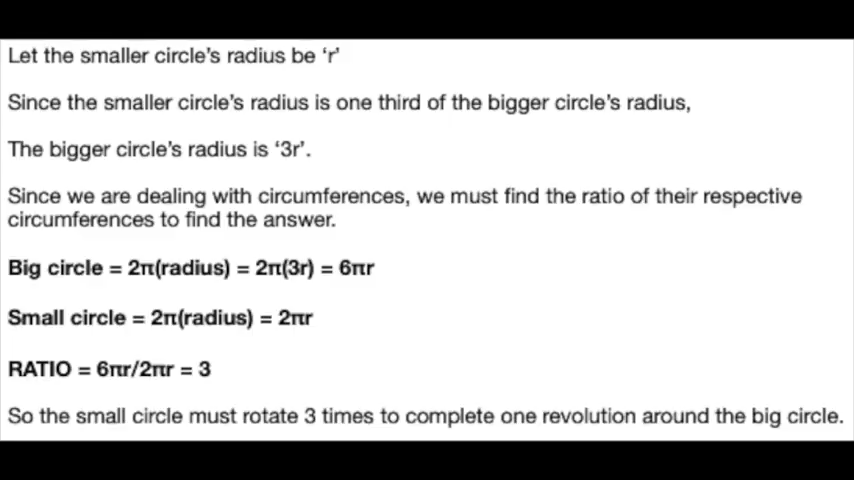 Let the smaller circle's radius be ‘r’
Since the smaller circle's radius is one third of the bigger circle's radius,
The bigger circle's radius is ‘3r’.
Since we are dealing with circumferences, we must find the ratio of their respective
circumferences to find the answer.
Big circle = 2π(radius) = 2π(3r) = 6πr
Small circle = 2π(radius) = 2πr
RATIO = 6πr/2πr = 3
So the small circle must rotate 3 times to complete one revolution around the big circle.